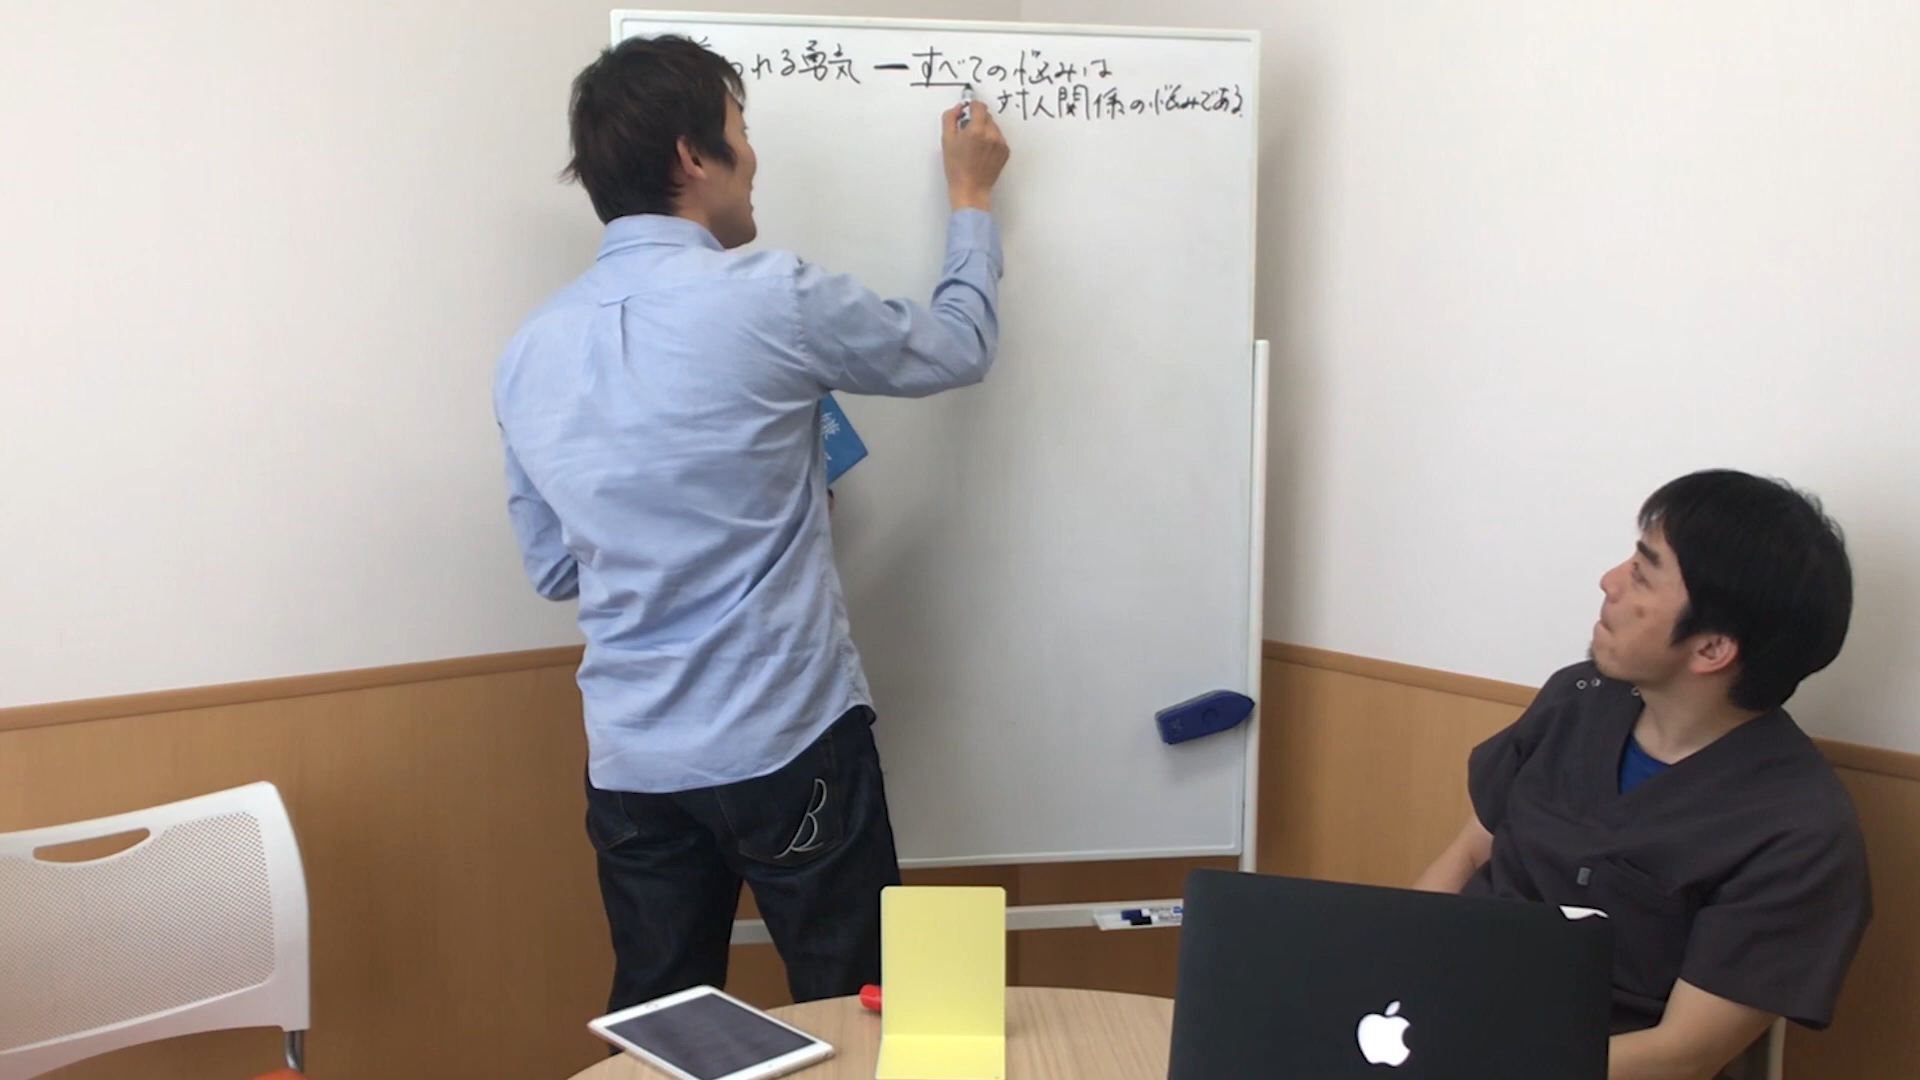 われる勇気 ー すべての悩みは
対人関係の悩みである。
嫌